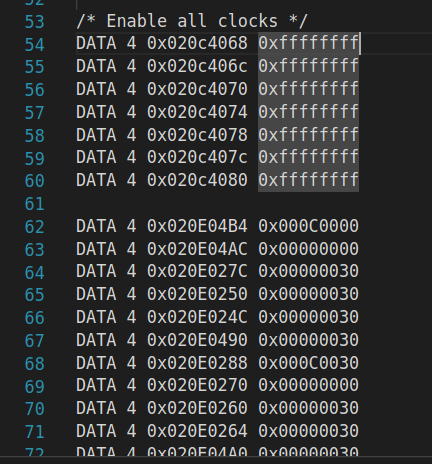 53 /* Enable all clocks */
54 DATA 4 0x020c4068 0xffffffff
55 DATA 4 0x020c406c 0xffffffff
56 DATA 4 0x020c4070 0xffffffff
57 DATA 4 0x020c4074 0xffffffff
58 DATA 4 0x020c4078 0xffffffff
59 DATA 4 0x020c407c 0xffffffff
60 DATA 4 0x020c4080 0xffffffff
61
62 DATA 4 0x020E04B4 0x000C0000
63 DATA 4 0x020E04AC 0x00000000
64 DATA 4 0x020E027C 0x00000030
65 DATA 4 0x020E0250 0x00000030
66 DATA 4 0x020E024C 0x00000030
67 DATA 4 0x020E0490 0x00000030
68 DATA 4 0x020E0288 0x000C0030
69 DATA 4 0x020E0270 0x00000000
70 DATA 4 0x020E0260 0x00000030
71 DATA 4 0x020E0264 0x00000030
72 DATA 4 0x020E04A0 0x00000030